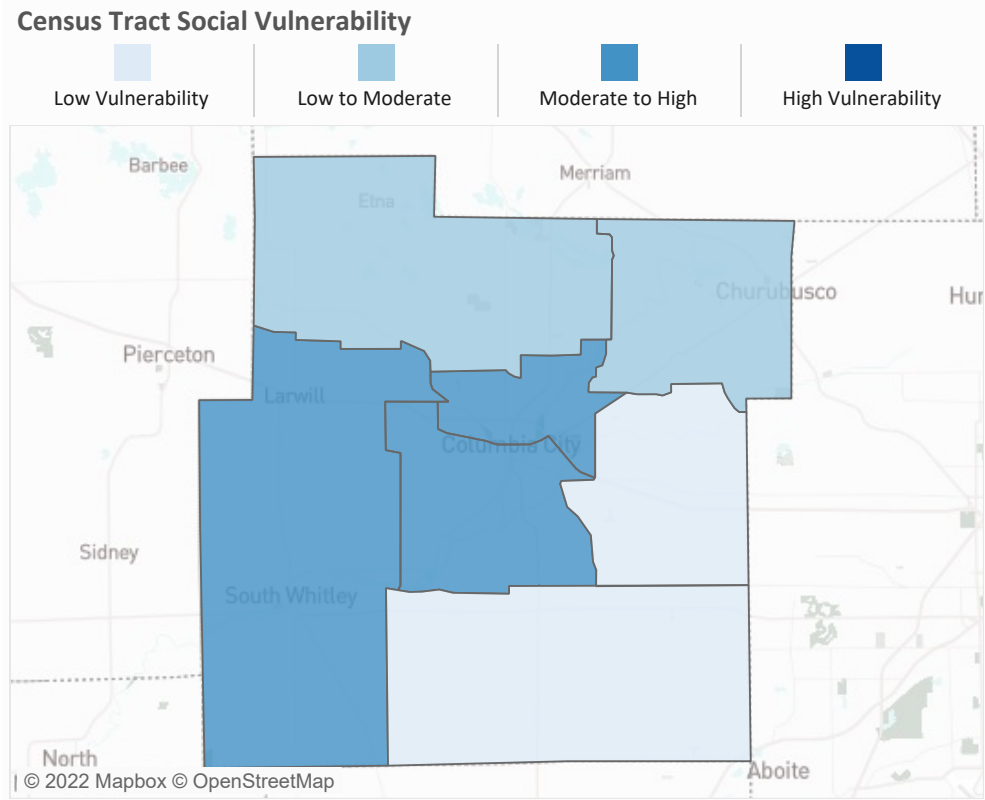 Census Tract Social Vulnerability
Low Vulnerability
Low to Moderate
Moderate to High
High Vulnerability
Barbee
Merriam
Etna
Churubusco
Hur
Pierceton
Larwill
Columbia City
Sidney
South Whitley
North
Aboite
| © 2022 Mapbox © OpenStreetMap